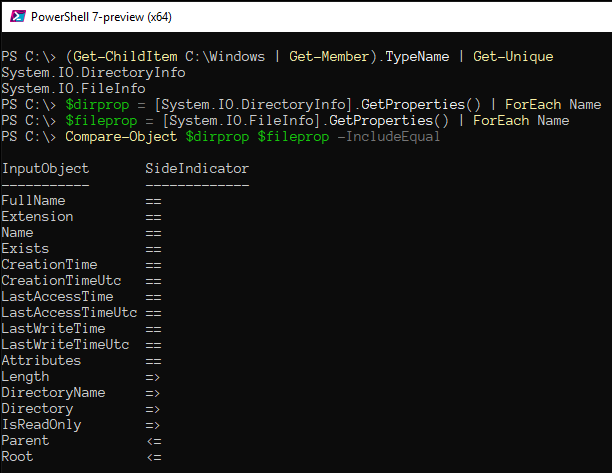 PowerShell 7-preview (x64)
PS C:\> (Get-ChildItem C:\Windows | Get-Member).TypeName | Get-Unique
System.IO.DirectoryInfo
System.IO.FileInfo
PS C:\> $dirprop = [System.IO.DirectoryInfo].GetProperties() | ForEach Name
PS C:\> $fileprop = [System.IO.FileInfo].GetProperties() | ForEach Name
PS C:\> Compare-Object $dirprop $fileprop -IncludeEqual
InputObject       SideIndicator
-----------       -------------
FullName          ==
Extension         ==
Name              ==
Exists            ==
CreationTime      ==
CreationTimeUtc   ==
LastAccessTime    ==
LastAccessTimeUtc ==
LastWriteTime     ==
LastWriteTimeUtc  ==
Attributes        ==
Length            =>
DirectoryName     =>
Directory         =>
IsReadOnly        =>
Parent            <=
Root              <=